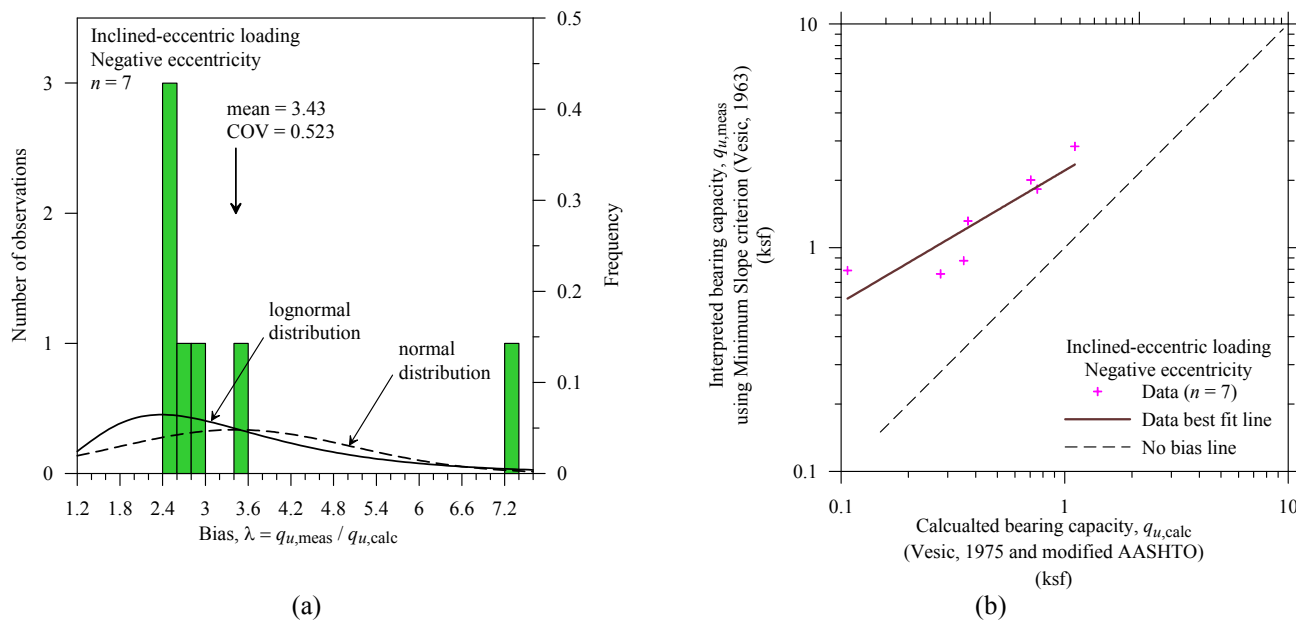 Inclined-eccentric loading
Negative eccentricity
n = 7
mean = 3.43
COV = 0.523
lognormal
distribution
normal
distribution
Number of observations
0
1
2
3
Frequency
0
0.1
0.2
0.3
0.4
0.5
1.2 1.8 2.4 3 3.6 4.2 4.8 5.4 6 6.6 7.2
Bias, λ = qu,meas / qu,calc
(a)
Interpreted bearing capacity, qu,meas
using Minimum Slope criterion (Vesic, 1963)
(ksf)
10
1
0.1
Inclined-eccentric loading
Negative eccentricity
Data (n = 7)
Data best fit line
No bias line
0.1 1 10
Calcualted bearing capacity, qu,calc
(Vesic, 1975 and modified AASHTO)
(ksf)
(b)